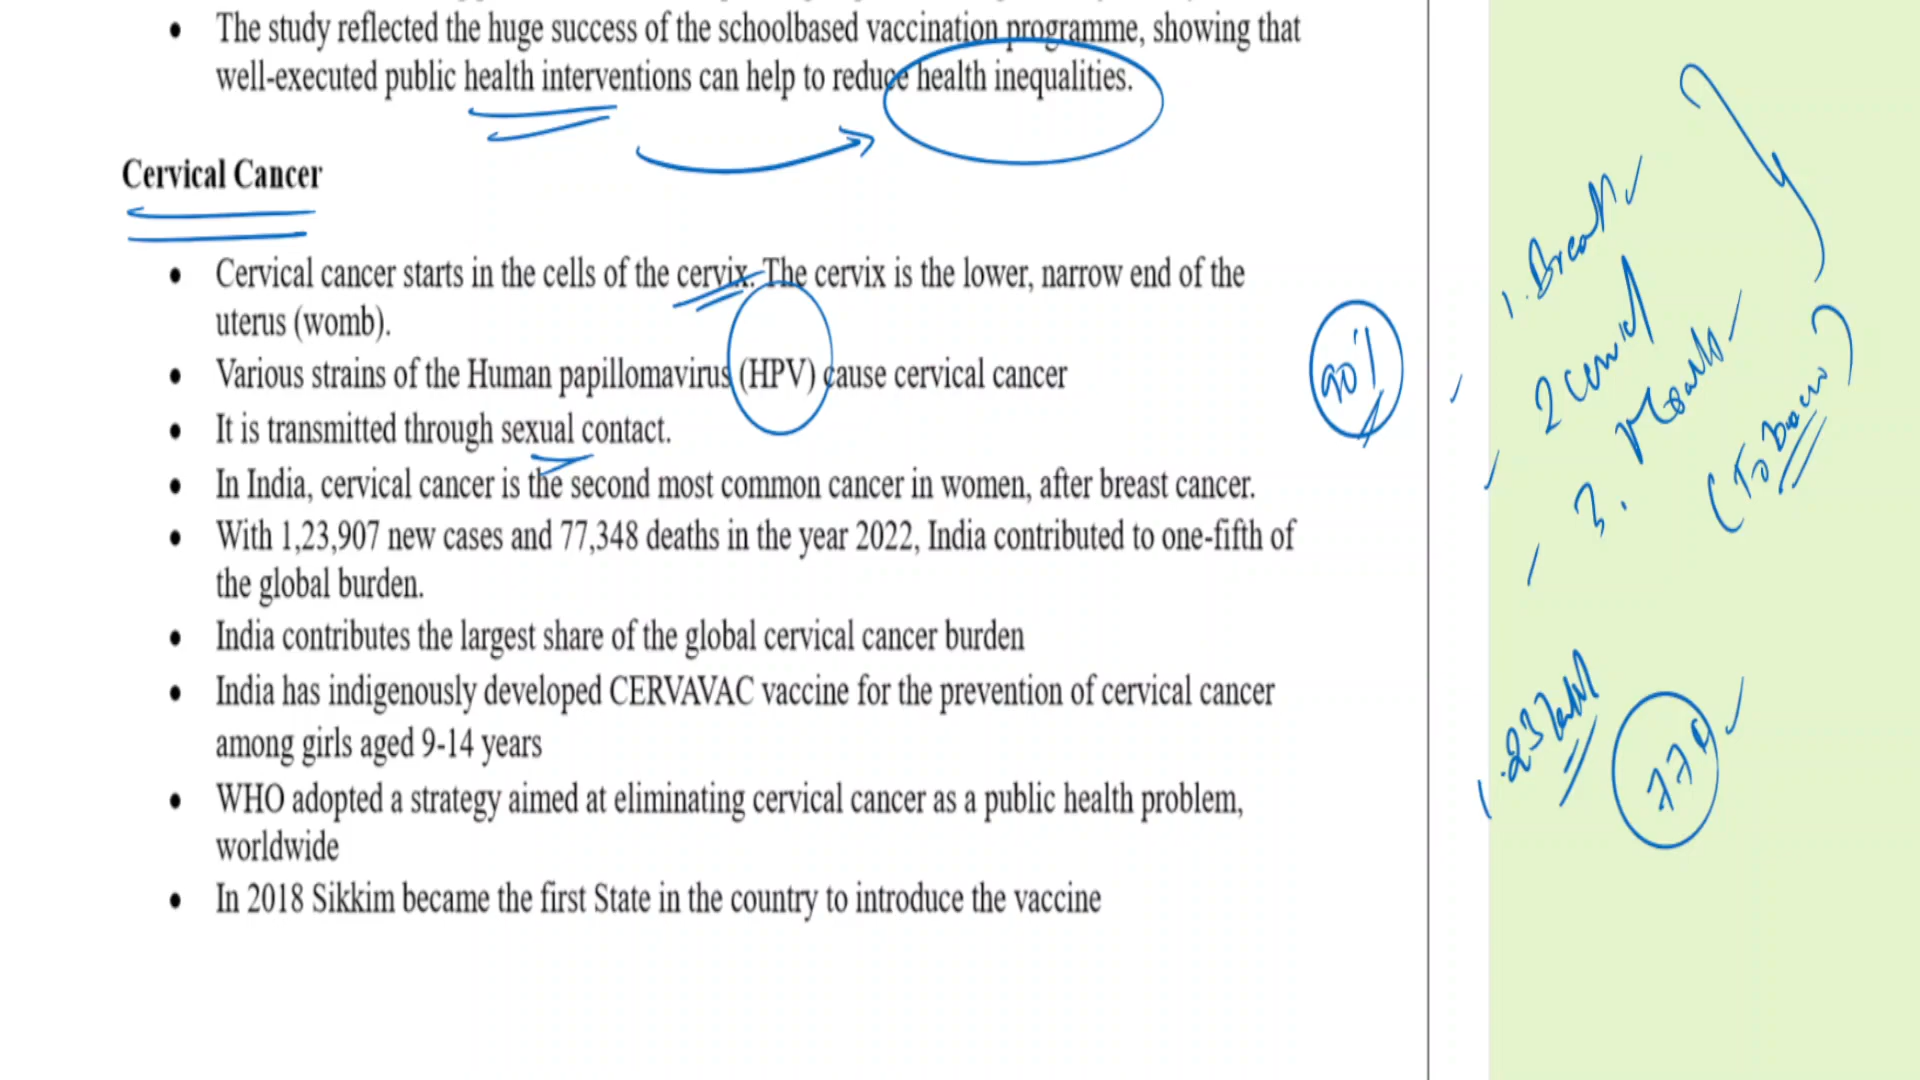 • The study reflected the huge success of the schoolbased vaccination programme, showing that
well-executed public health interventions can help to reduce health inequalities.
Cervical Cancer
• Cervical cancer starts in the cells of the cervix. The cervix is the lower, narrow end of the
uterus (womb).
• Various strains of the Human papillomavirus (HPV) cause cervical cancer
• It is transmitted through sexual contact.
• In India, cervical cancer is the second most common cancer in women, after breast cancer.
• With 1,23,907 new cases and 77,348 deaths in the year 2022, India contributed to one-fifth of
the global burden.
• India contributes the largest share of the global cervical cancer burden
• India has indigenously developed CERVAVAC vaccine for the prevention of cervical cancer
among girls aged 9-14 years
• WHO adopted a strategy aimed at eliminating cervical cancer as a public health problem,
worldwide
• In 2018 Sikkim became the first State in the country to introduce the vaccine
90%
1.
2
3.
1.23